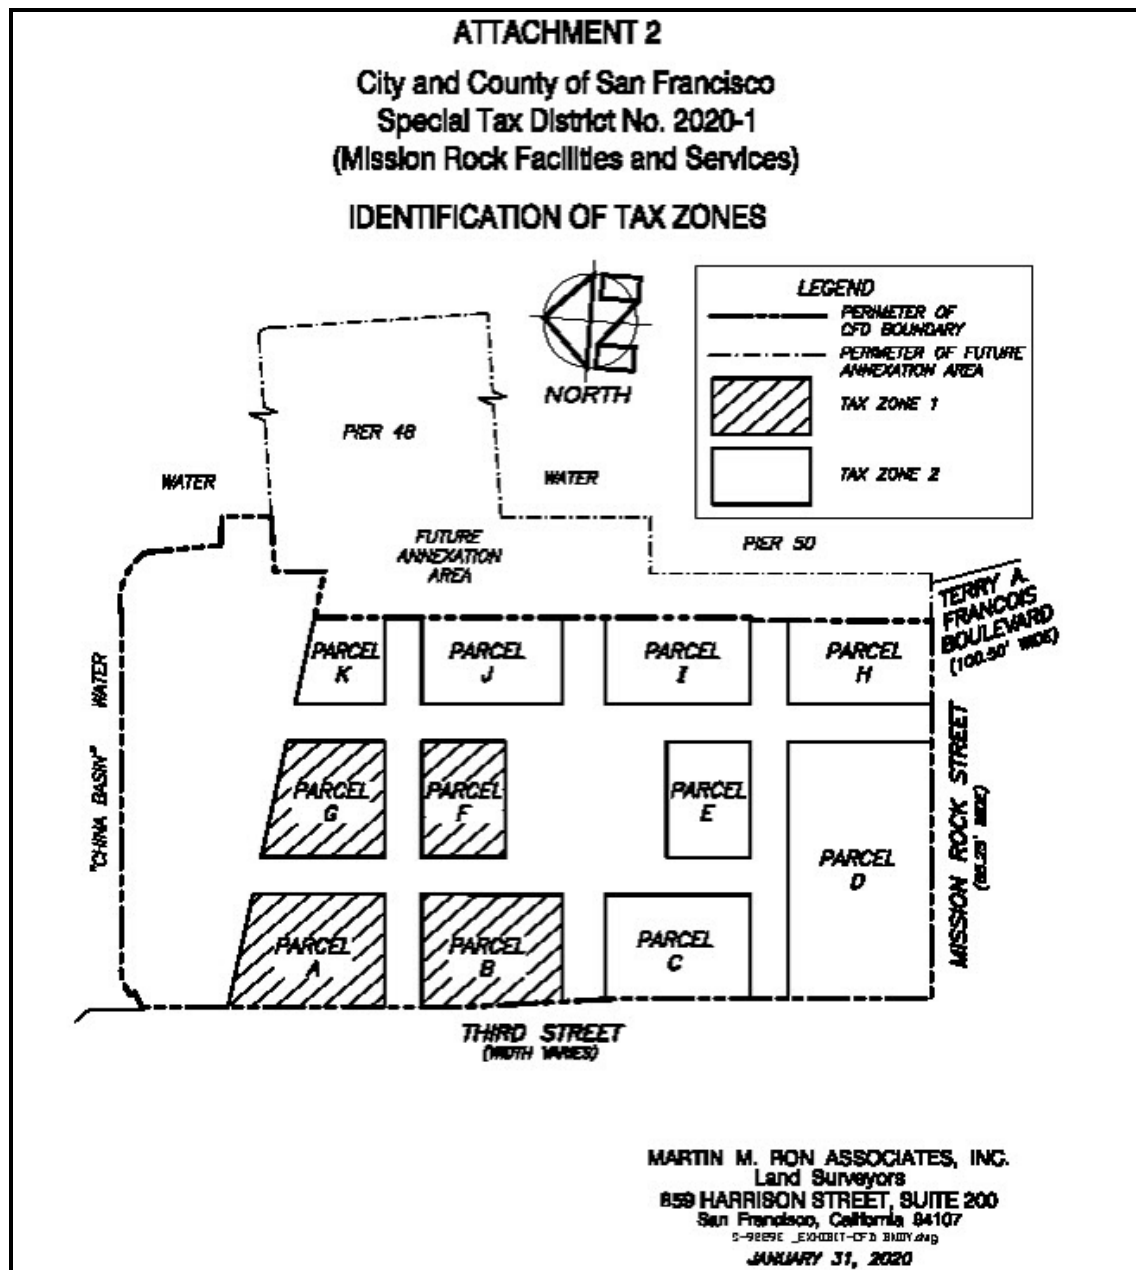 ATTACHMENT 2
City and County of San Francisco
Special Tax District No. 2020-1
(Mission Rock Facilities and Services)
IDENTIFICATION OF TAX ZONES
NORTH
LEGEND
PERIMETER OF
CFD BOUNDARY
PERIMETER OF FUTURE
ANNEXATION AREA
TAX ZONE 1
TAX ZONE 2
PIER 48
WATER
WATER
FUTURE
ANNEXATION
AREA
PIER 50
TERRY A.
FRANCOIS
BOULEVARD
(100.50' WIDE)
PARCEL
K
PARCEL
J
PARCEL
I
PARCEL
H
WATER
"CHINA BASIN"
PARCEL
G
PARCEL
F
PARCEL
E
PARCEL
D
MISSION ROCK STREET
PARCEL
A
PARCEL
B
PARCEL
C
THIRD STREET
(WIDTH VARIES)
MARTIN M. RON ASSOCIATES, INC.
Land Surveyors
859 HARRISON STREET, SUITE 200
San Francisco, California 94107
JANUARY 31, 2020